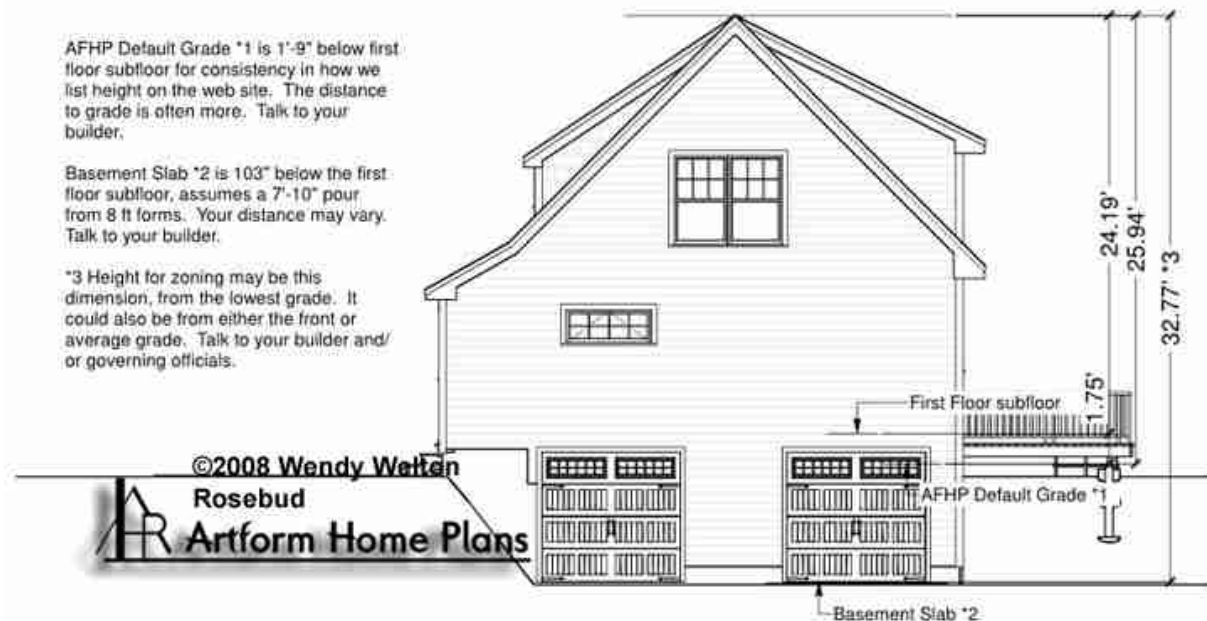 AFHP Default Grade *1 is 1'-9" below first
floor subfloor for consistency in how we
list height on the web site. The distance
to grade is often more. Talk to your
builder.
Basement Slab *2 is 103" below the first
floor subfloor, assumes a 7'-10" pour
from 8 ft forms. Your distance may vary.
Talk to your builder.
*3 Height for zoning may be this
dimension, from the lowest grade. It
could also be from either the front or
average grade. Talk to your builder and/
or governing officials.
24.19'
25.94'
32.77' *3
1.75'
First Floor subfloor
AFHP Default Grade *1
©2008 Wendy Welton
Rosebud
Artform Home Plans
Basement Slab *2